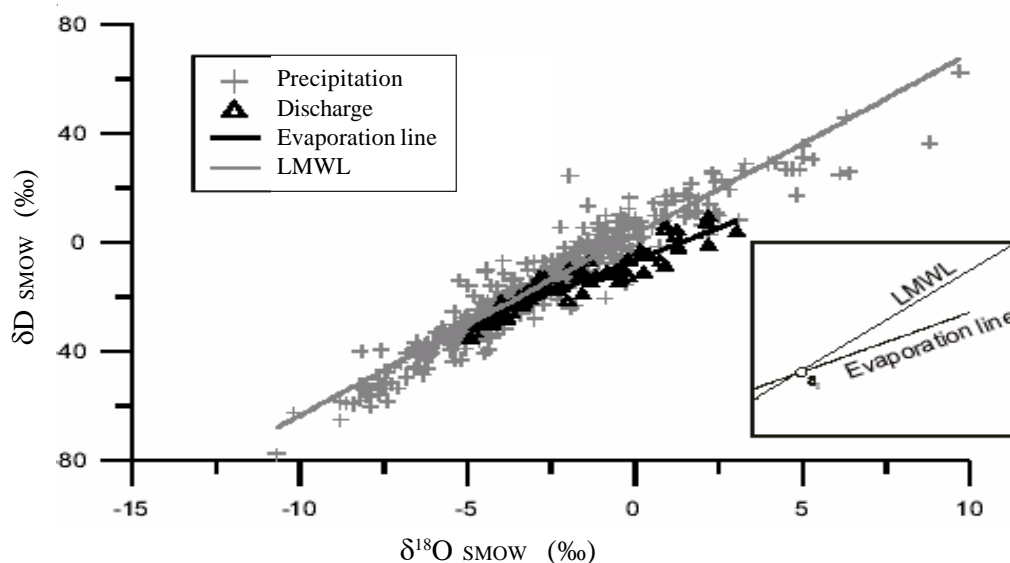 80
40
0
40
80
-15
-10
-5
0
5
10
δD SMOW (‰)
δ¹⁸O SMOW (‰)
Precipitation
Discharge
Evaporation line
LMWL
LMWL
Evaporation line
a